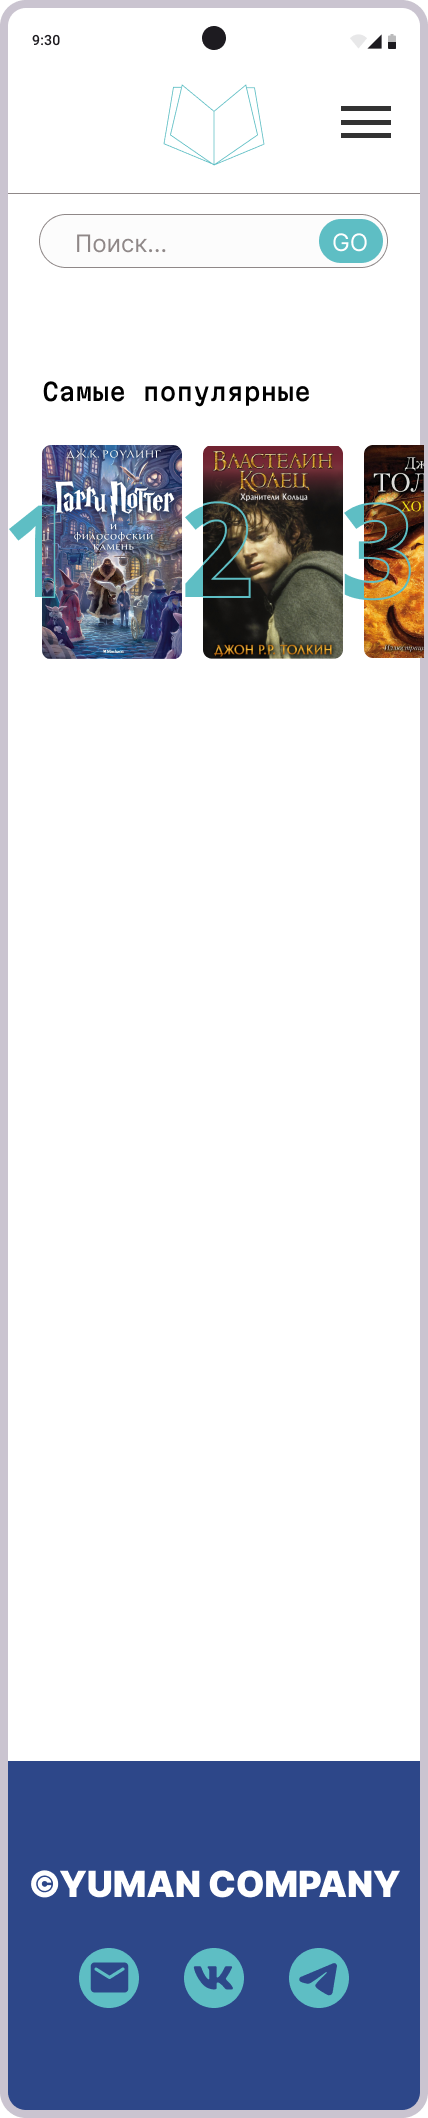 9:30
Поиск...
GO
Самые популярные
ДЖ.К. РОУЛИНГ
Гарри Поттер
и
философский
камень
1
ВЛАСТЕЛИН
КОЛЕЦ
Хранители Кольца
2
ДЖОН Р.Р. ТОЛКИН
3
©YUMAN COMPANY